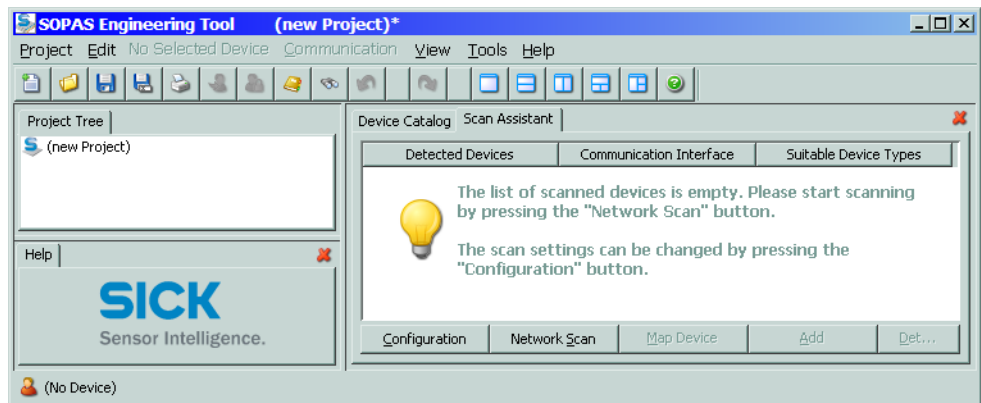 SOPAS Engineering Tool (new Project)*
Project Edit No Selected Device Communication View Tools Help
Project Tree
(new Project)
Help
SICK
Sensor Intelligence.
Device Catalog Scan Assistant
Detected Devices Communication Interface Suitable Device Types
The list of scanned devices is empty. Please start scanning
by pressing the "Network Scan" button.
The scan settings can be changed by pressing the
"Configuration" button.
Configuration Network Scan Map Device Add Det...
(No Device)